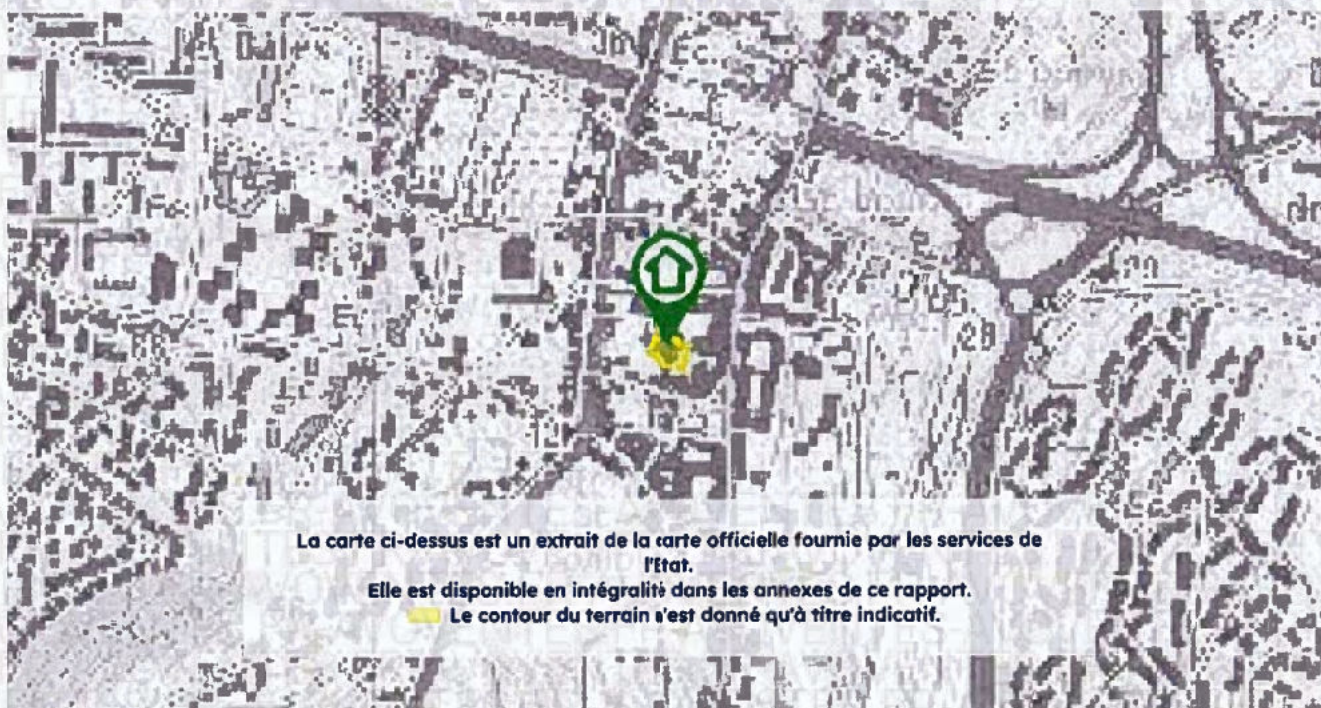 La carte ci-dessus est un extrait de la carte officielle fournie par les services de
l'Etat.
Elle est disponible en intégralité dans les annexes de ce rapport.
Le contour du terrain n'est donné qu'à titre indicatif.